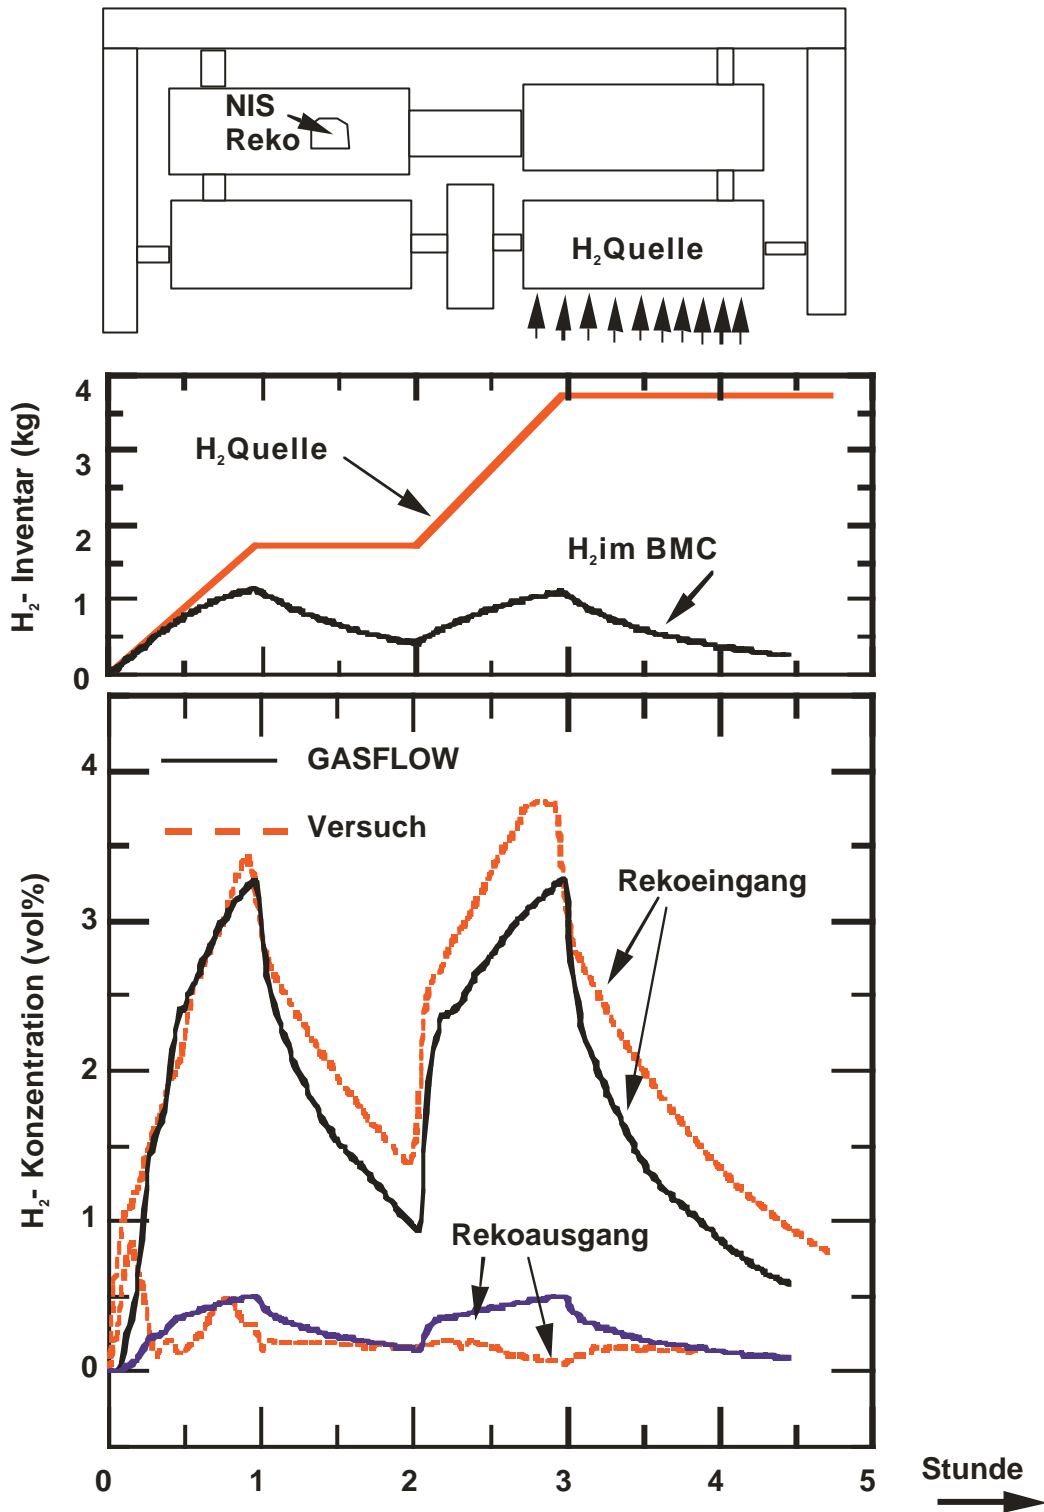 NIS
Reko
H₂Quelle
4
3
2
1
0
H₂- Inventar (kg)
H₂Quelle
H₂im BMC
4
3
2
1
0
H₂- Konzentration (vol%)
GASFLOW
Versuch
Rekoeingang
Rekoausgang
0 1 2 3 4 5
Stunde